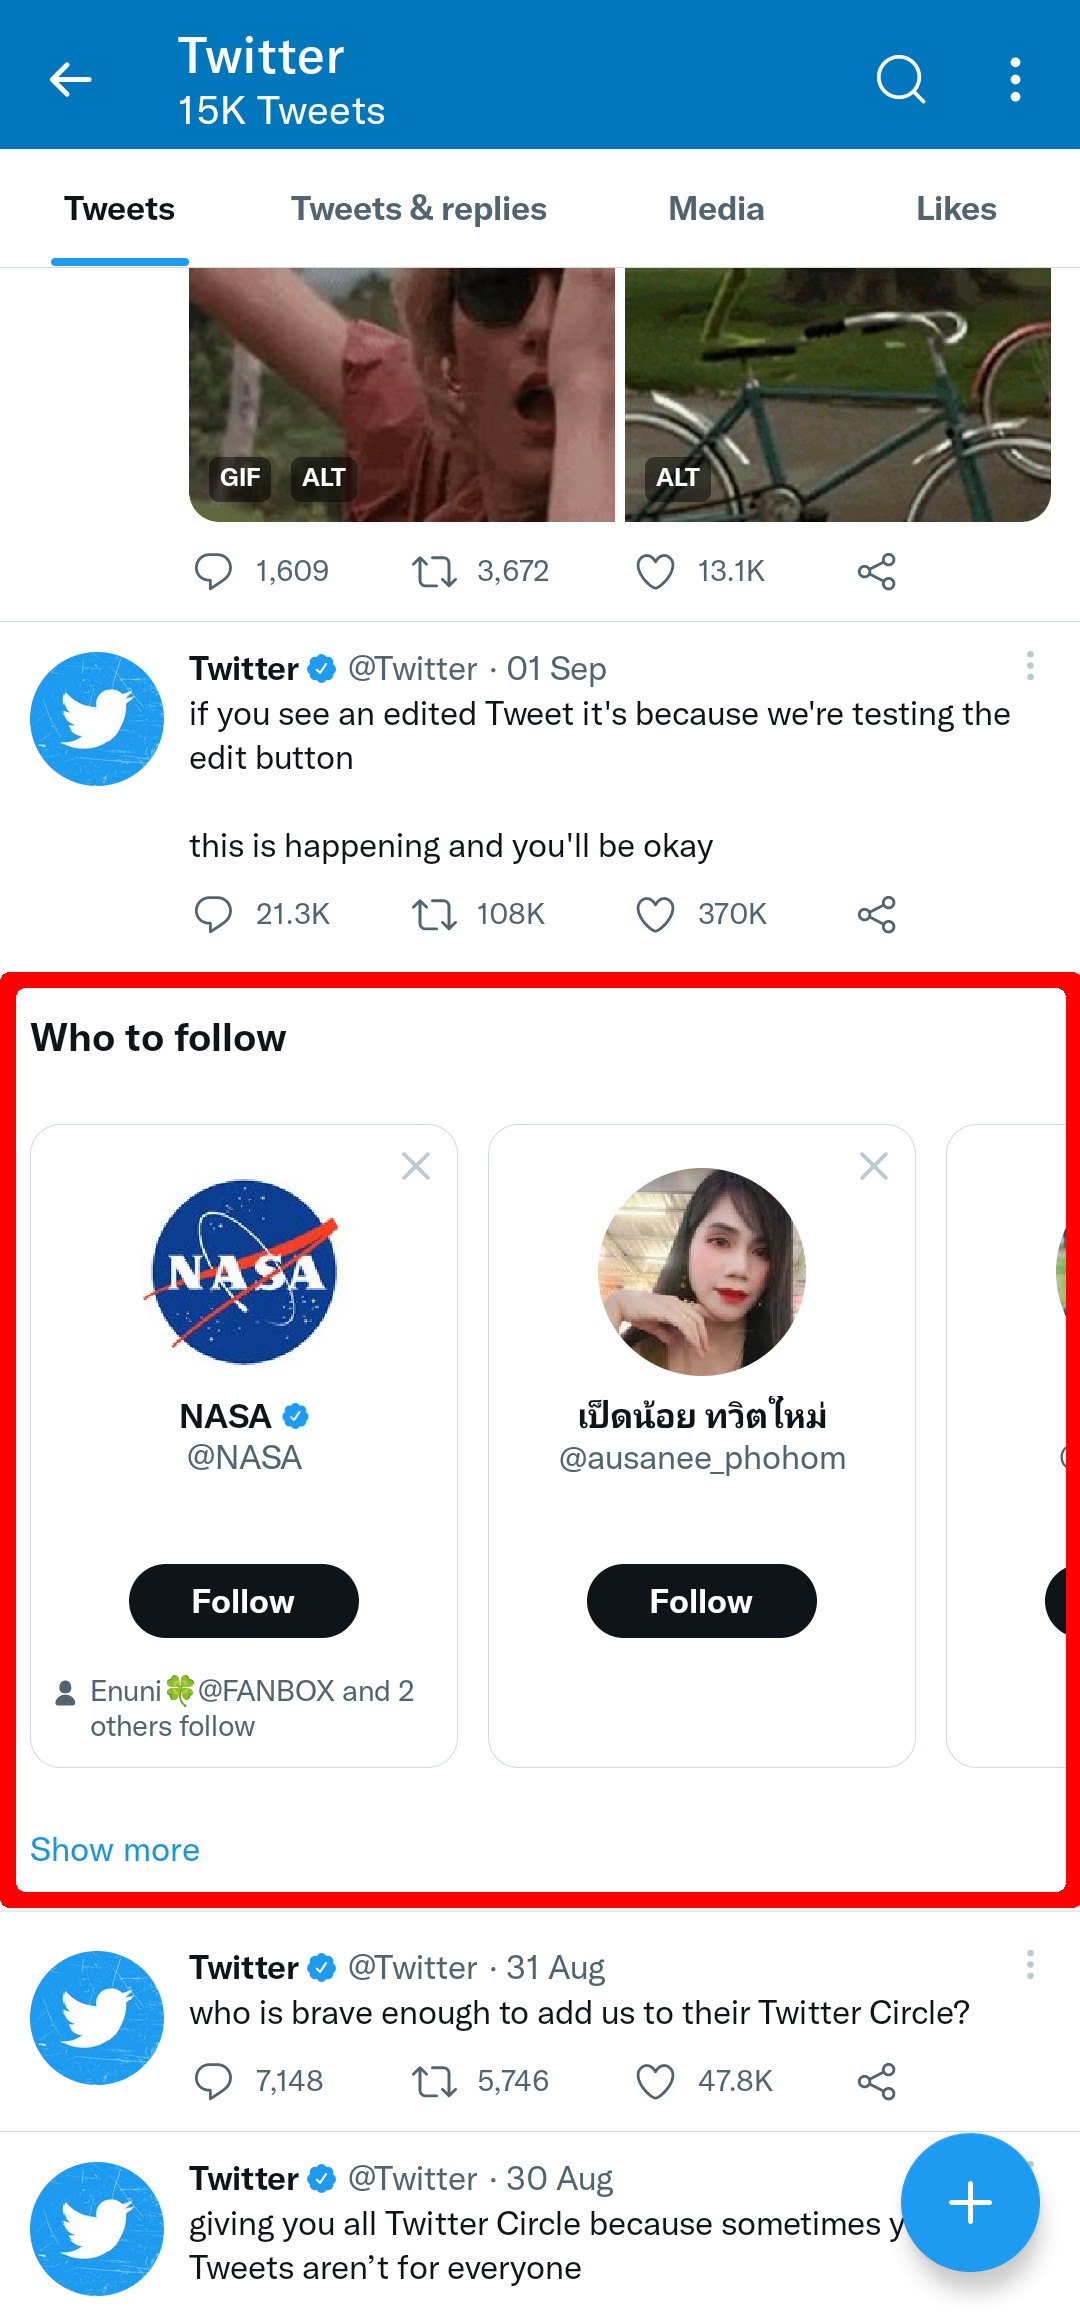 Twitter
15K Tweets
Tweets
Tweets & replies
Media
Likes
GIF
ALT
ALT
1,609
3,672
13.1K
Twitter @Twitter · 01 Sep
if you see an edited Tweet it's because we're testing the
edit button
this is happening and you'll be okay
21.3K
108K
370K
Who to follow
NASA
NASA
@NASA
Follow
Enuni🍀@FANBOX and 2
others follow
เป็ดน้อย ทวิตใหม่
@ausanee_phohom
Follow
Show more
Twitter @Twitter · 31 Aug
who is brave enough to add us to their Twitter Circle?
7,148
5,746
47.8K
Twitter @Twitter · 30 Aug
giving you all Twitter Circle because sometimes
Tweets aren’t for everyone